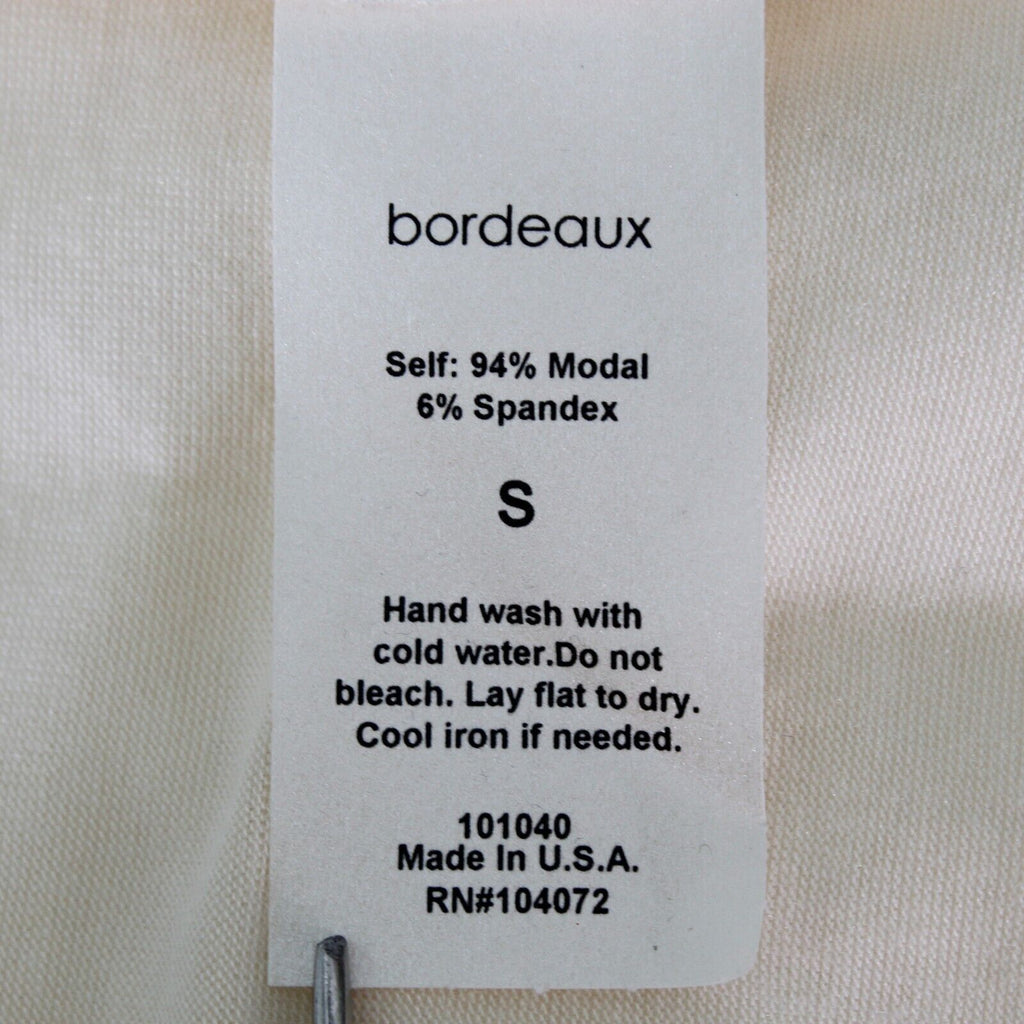 bordeaux
Self: 94% Modal
6% Spandex
S
Hand wash with
cold water.Do not
bleach. Lay flat to dry.
Cool iron if needed.
101040
Made In U.S.A.
RN#104072